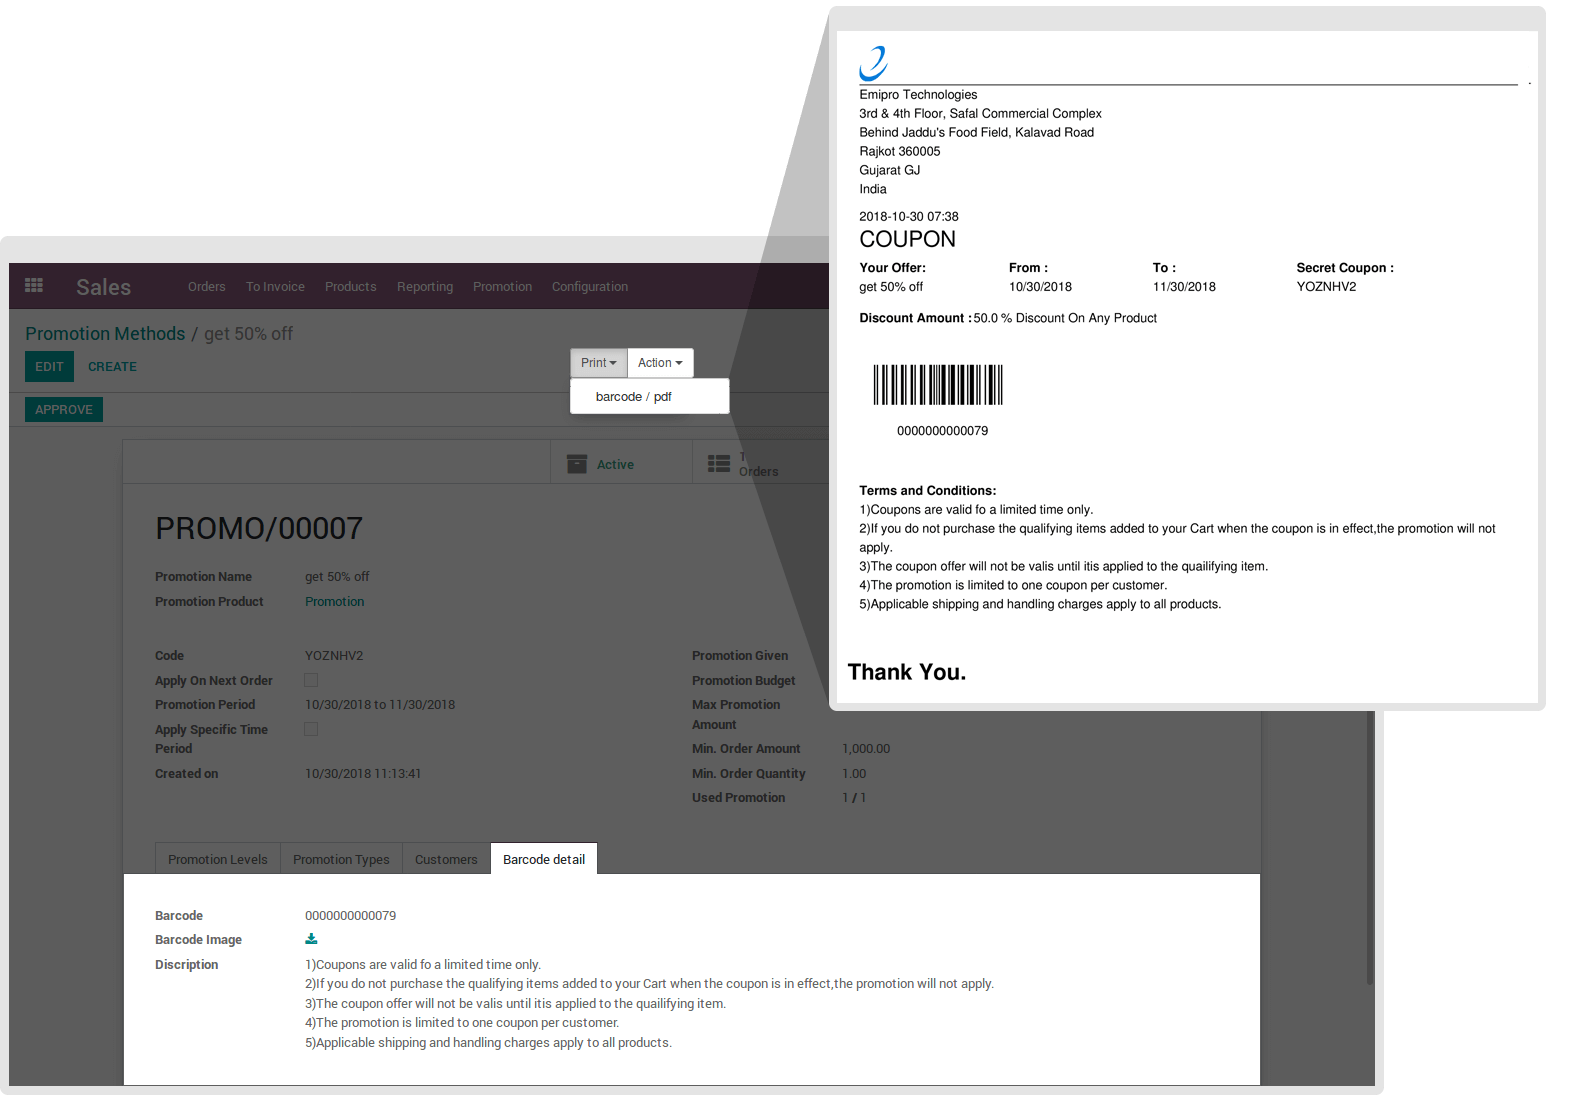 Emipro Technologies
3rd & 4th Floor, Safal Commercial Complex
Behind Jaddu's Food Field, Kalavad Road
Rajkot 360005
Gujarat GJ
India
2018-10-30 07:38
COUPON
Your Offer: From : To : Secret Coupon :
get 50% off 10/30/2018 11/30/2018 YOZNHV2
Discount Amount : 50.0 % Discount On Any Product
0000000000079
Terms and Conditions:
1)Coupons are valid fo a limited time only.
2)If you do not purchase the qualifying items added to your Cart when the coupon is in effect,the promotion will not
apply.
3)The coupon offer will not be valis until itis applied to the quailifying item.
4)The promotion is limited to one coupon per customer.
5)Applicable shipping and handling charges apply to all products.
Thank You.
Sales Orders To Invoice Products Reporting Promotion Configuration
Promotion Methods / get 50% off
EDIT CREATE
Print Action
barcode / pdf
APPROVE
Active
1
Orders
PROMO/00007
Promotion Name get 50% off
Promotion Product Promotion
Code YOZNHV2
Apply On Next Order
Promotion Period 10/30/2018 to 11/30/2018
Apply Specific Time
Period
Created on 10/30/2018 11:13:41
Promotion Given
Promotion Budget
Max Promotion
Amount
Min. Order Amount 1,000.00
Min. Order Quantity 1.00
Used Promotion 1 / 1
Promotion Levels Promotion Types Customers Barcode detail
Barcode 0000000000079
Barcode Image
Discription 1)Coupons are valid fo a limited time only.
2)If you do not purchase the qualifying items added to your Cart when the coupon is in effect,the promotion will not apply.
3)The coupon offer will not be valis until itis applied to the quailifying item.
4)The promotion is limited to one coupon per customer.
5)Applicable shipping and handling charges apply to all products.